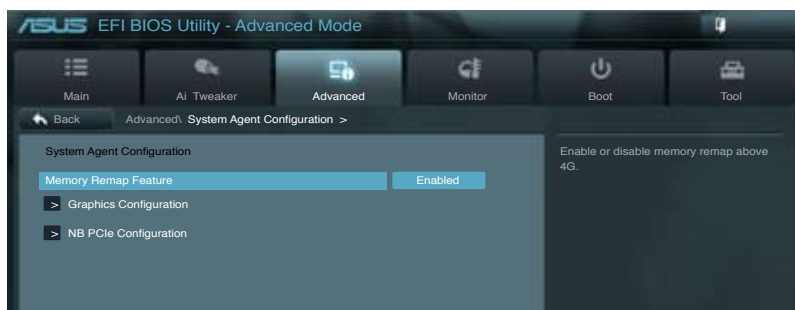 ASUS EFI BIOS Utility - Advanced Mode
Main Ai Tweaker Advanced Monitor Boot Tool
Back Advanced\ System Agent Configuration >
System Agent Configuration
Enable or disable memory remap above
4G.
Memory Remap Feature Enabled
> Graphics Configuration
> NB PCIe Configuration